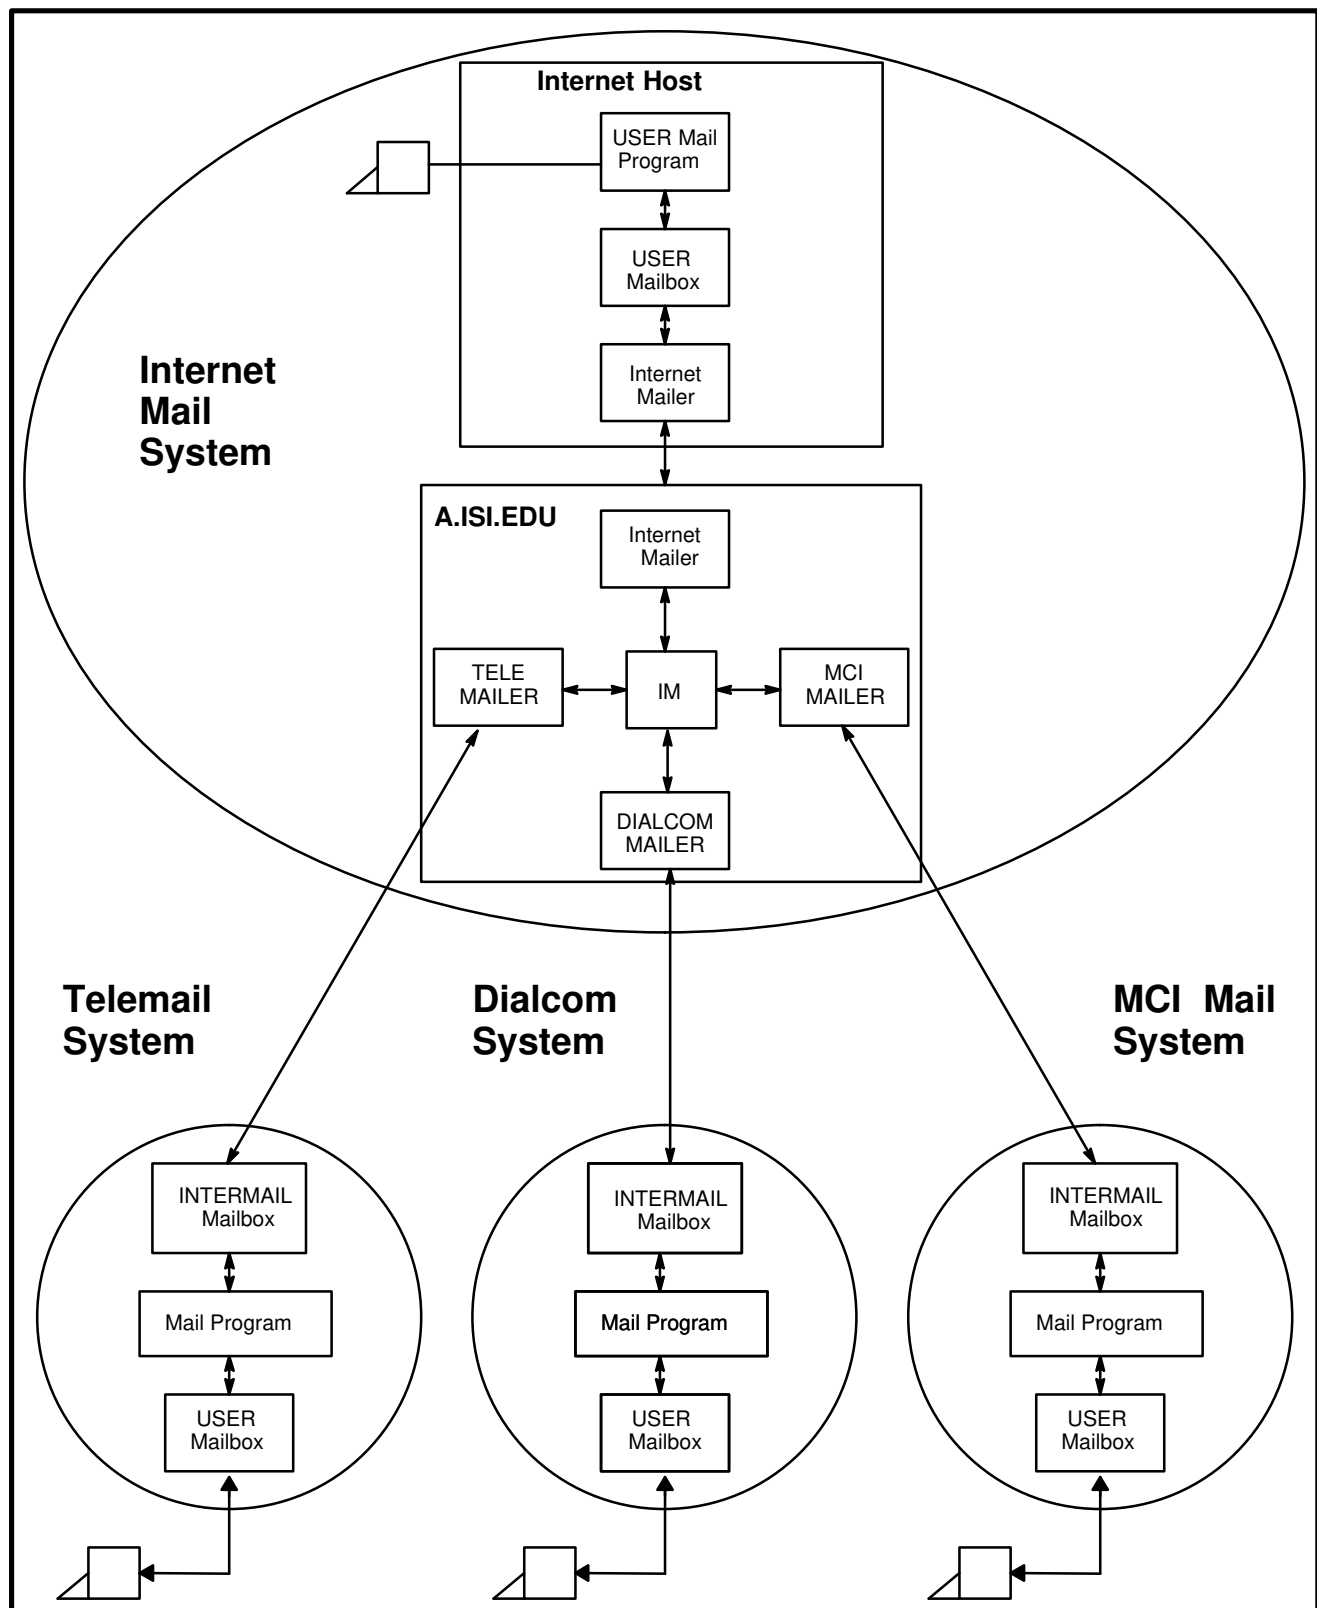 Internet Host
USER Mail
Program
USER
Mailbox
Internet
Mail
System
Internet
Mailer
A.ISI.EDU
Internet
Mailer
TELE
MAILER
IM
MCI
MAILER
DIALCOM
MAILER
Telemail
System
Dialcom
System
MCI Mail
System
INTERMAIL
Mailbox
Mail Program
USER
Mailbox
INTERMAIL
Mailbox
Mail Program
USER
Mailbox
INTERMAIL
Mailbox
Mail Program
USER
Mailbox